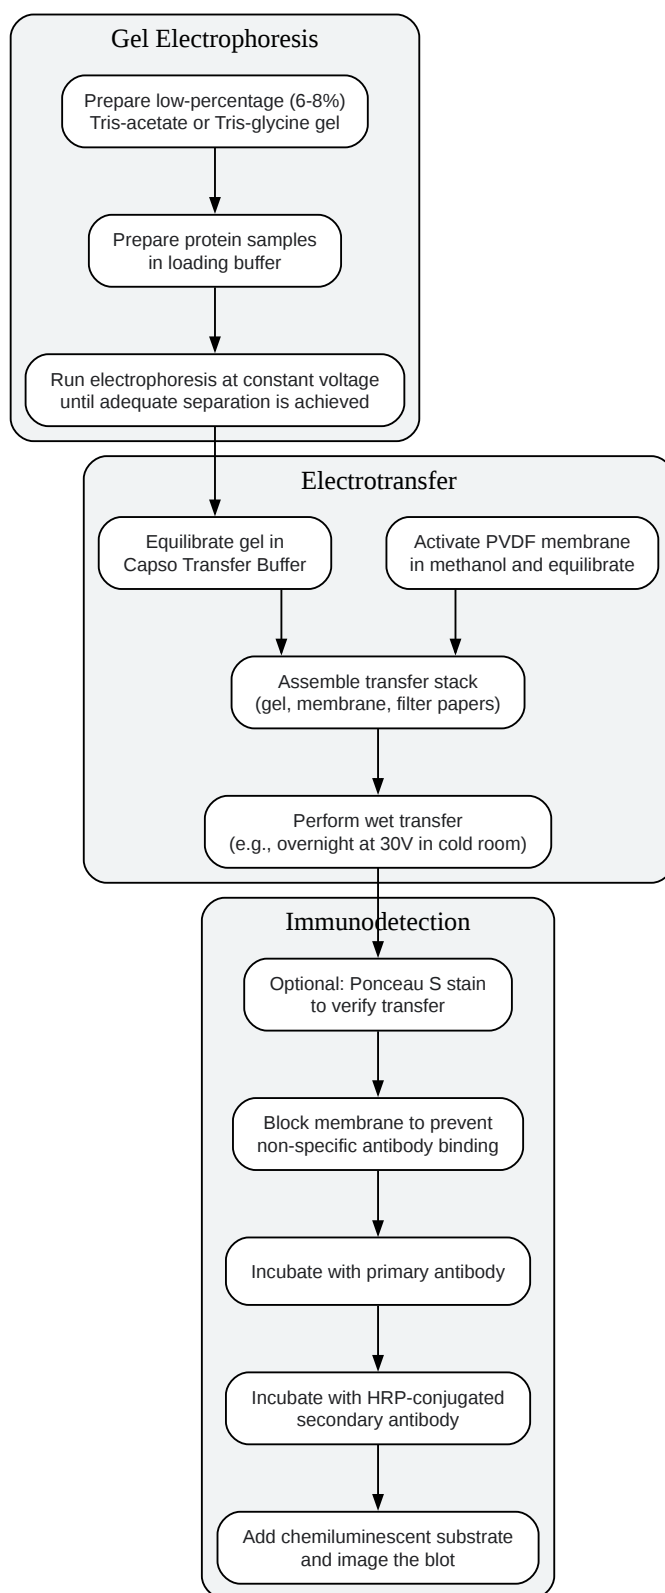 Gel Electrophoresis
Prepare low-percentage (6-8%)
Tris-acetate or Tris-glycine gel
Prepare protein samples
in loading buffer
Run electrophoresis at constant voltage
until adequate separation is achieved
Electrotransfer
Equilibrate gel in
Capso Transfer Buffer
Activate PVDF membrane
in methanol and equilibrate
Assemble transfer stack
(gel, membrane, filter papers)
Perform wet transfer
(e.g., overnight at 30V in cold room)
Immunodetection
Optional: Ponceau S stain
to verify transfer
Block membrane to prevent
non-specific antibody binding
Incubate with primary antibody
Incubate with HRP-conjugated
secondary antibody
Add chemiluminescent substrate
and image the blot